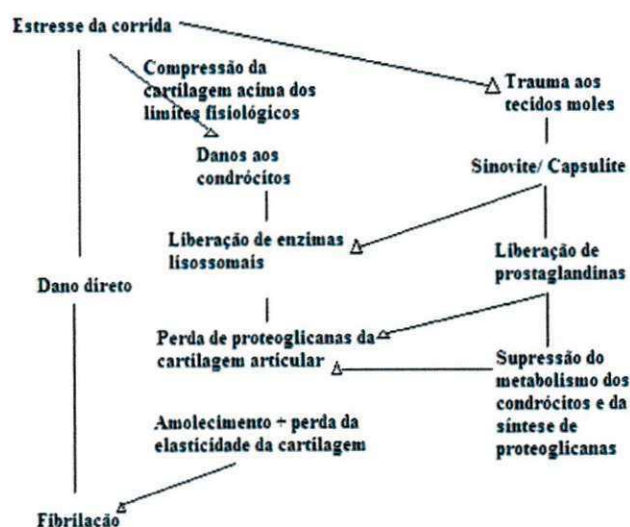 Estresse da corrida
Compressão da
cartilagem acima dos
limites fisiológicos
Trauma aos
tecidos moles
Danos aos
condrócitos
Sinovite/ Capsulite
Liberação de enzimas
lisossomais
Liberação de
prostaglandinas
Dano direto
Perda de proteoglicanas da
cartilagem articular
Supressão do
metabolismo dos
condrócitos e da
síntese de
proteoglicanas
Amolecimento + perda da
elasticidade da cartilagem
Fibrilação